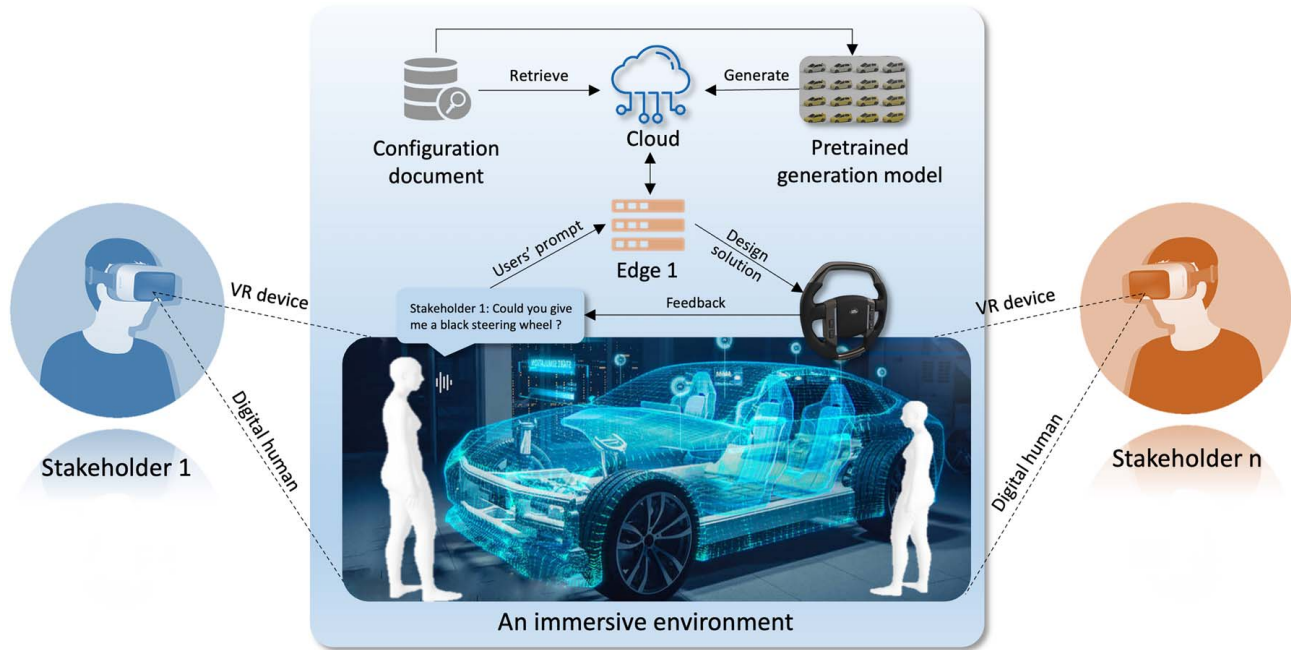 Retrieve
Generate
Configuration
document
Cloud
Pretrained
generation model
Users' prompt
Edge 1
Design
solution
Feedback
Stakeholder 1: Could you give
me a black steering wheel ?
VR device
Digital human
Stakeholder 1
VR device
Digital human
Stakeholder n
An immersive environment